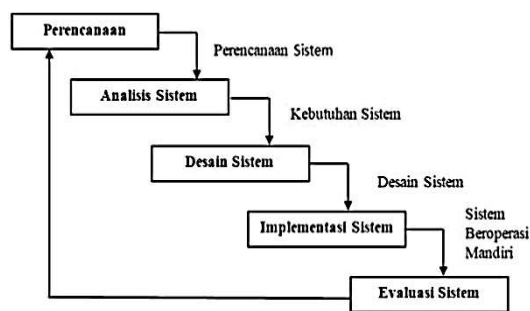 Perencanaan
Perencanaan Sistem
Analisis Sistem
Kebutuhan Sistem
Desain Sistem
Desain Sistem
Implementasi Sistem
Sistem
Beroperasi
Mandiri
Evaluasi Sistem